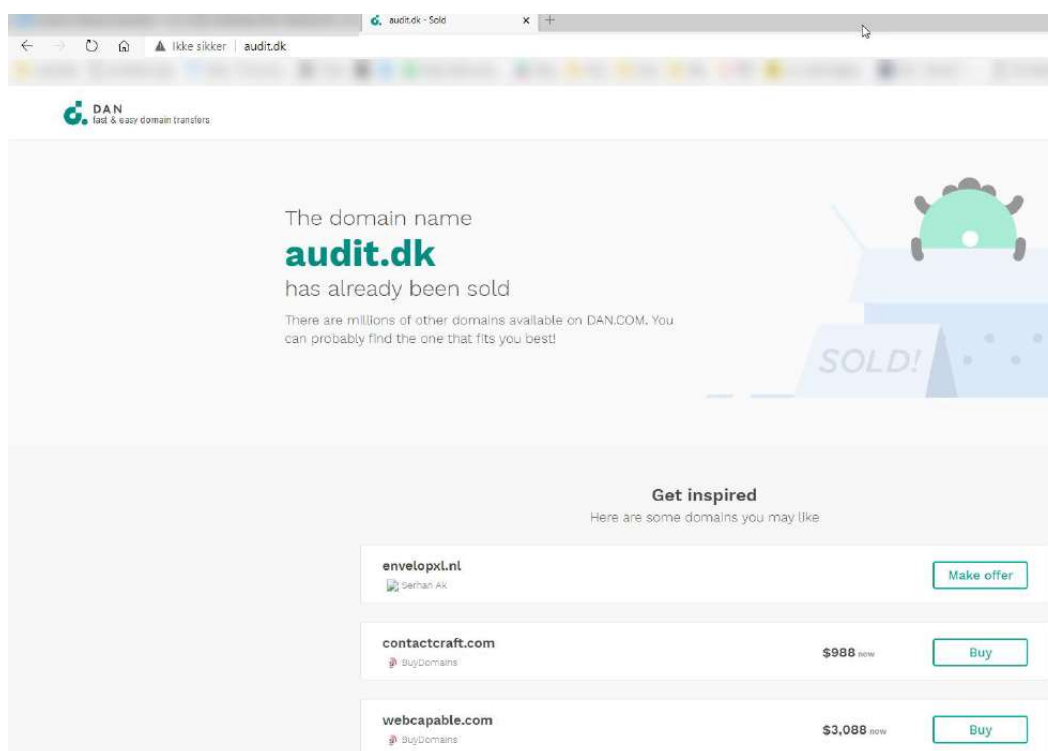 audit.dk - Sold
Ikke sikker audit.dk
DAN
fast & easy domain transfers
The domain name
audit.dk
has already been sold
There are millions of other domains available on DAN.COM. You
can probably find the one that fits you best!
SOLD!
Get inspired
Here are some domains you may like
envelopxl.nl
Serhan Ak
Make offer
contactcraft.com
BuyDomains
$988 now
Buy
webcapable.com
BuyDomains
$3,088 now
Buy